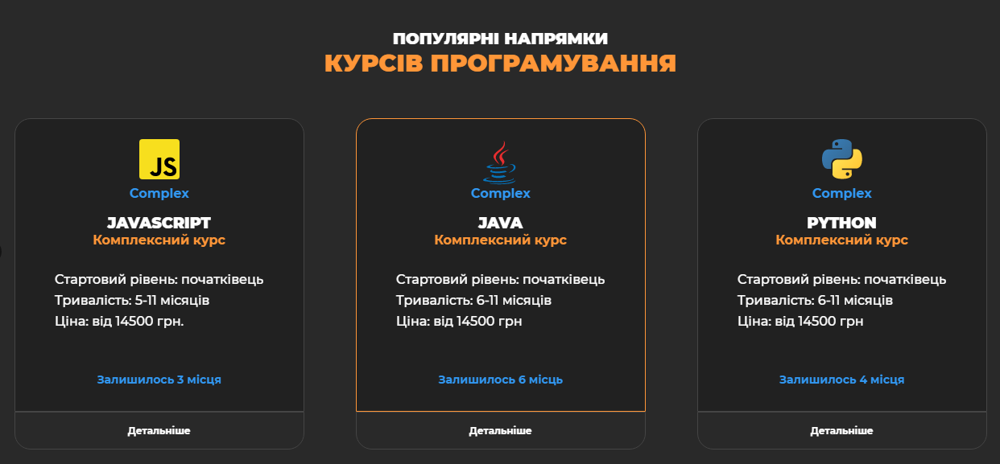 ПОПУЛЯРНІ НАПРЯМКИ
КУРСІВ ПРОГРАМУВАННЯ
JS
Complex
JAVASCRIPT
Комплексний курс
Стартовий рівень: початківець
Тривалість: 5-11 місяців
Ціна: від 14500 грн.
Залишилось 3 місця
Детальніше
Complex
JAVA
Комплексний курс
Стартовий рівень: початківець
Тривалість: 6-11 місяців
Ціна: від 14500 грн
Залишилось 6 місць
Детальніше
Complex
PYTHON
Комплексний курс
Стартовий рівень: початківець
Тривалість: 6-11 місяців
Ціна: від 14500 грн
Залишилось 4 місця
Детальніше